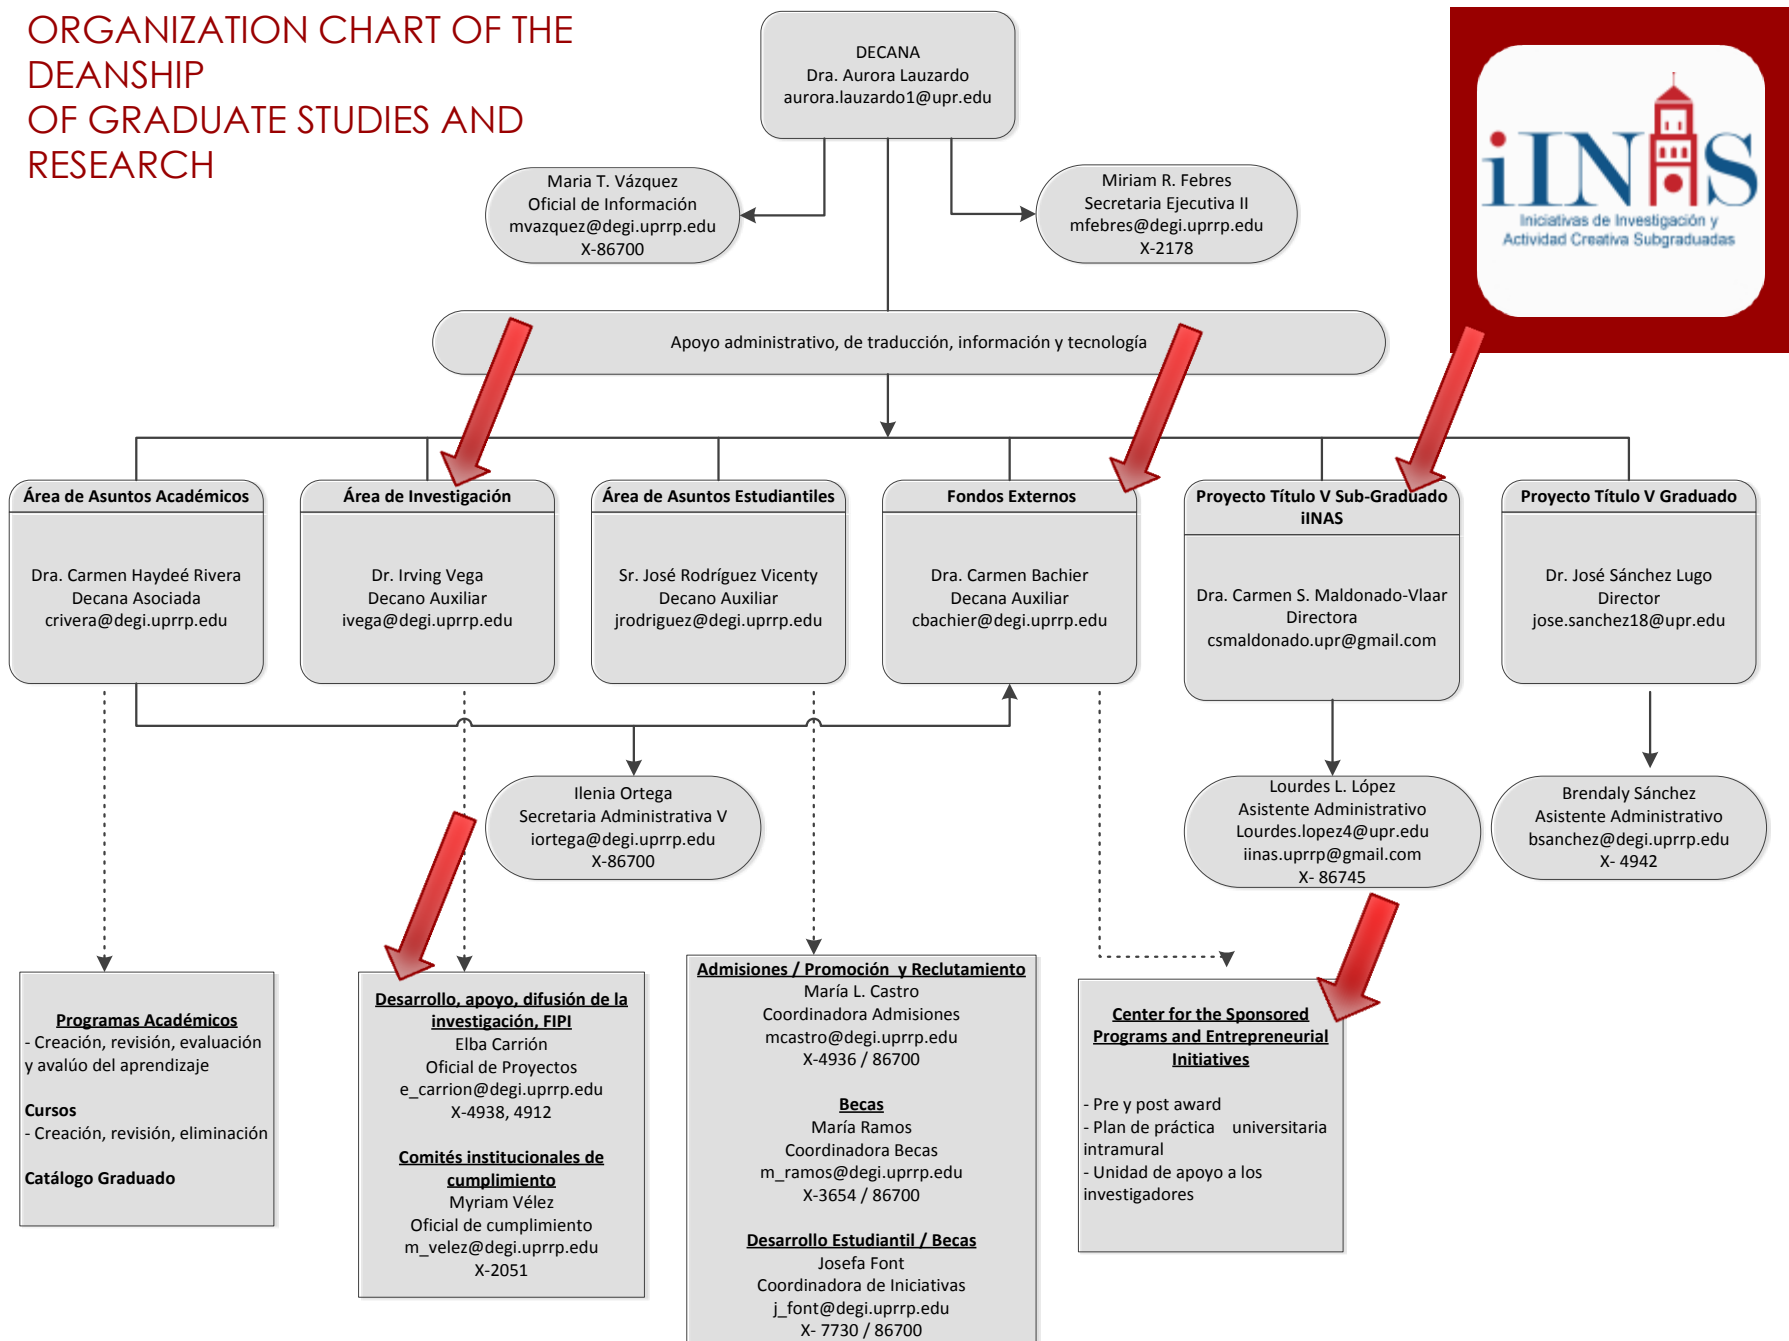 ORGANIZATION CHART OF THE
DEANSHIP
OF GRADUATE STUDIES AND
RESEARCH
DECANA
Dra. Aurora Lauzardo
aurora.lauzardo1@upr.edu
iINAS
Iniciativas de Investigación y
Actividad Creativa Subgraduadas
Maria T. Vázquez
Oficial de Información
mvazquez@degi.uprrp.edu
X-86700
Miriam R. Febres
Secretaria Ejecutiva II
mfebres@degi.uprrp.edu
X-2178
Apoyo administrativo, de traducción, información y tecnología
Área de Asuntos Académicos
Dra. Carmen Haydeé Rivera
Decana Asociada
crivera@degi.uprrp.edu
Área de Investigación
Dr. Irving Vega
Decano Auxiliar
ivega@degi.uprrp.edu
Área de Asuntos Estudiantiles
Sr. José Rodríguez Vicenty
Decano Auxiliar
jrodriguez@degi.uprrp.edu
Fondos Externos
Dra. Carmen Bachier
Decana Auxiliar
cbachier@degi.uprrp.edu
Proyecto Título V Sub-Graduado
iINAS
Dra. Carmen S. Maldonado-Vlaar
Directora
csmaldonado.upr@gmail.com
Proyecto Título V Graduado
Dr. José Sánchez Lugo
Director
jose.sanchez18@upr.edu
Ilenia Ortega
Secretaria Administrativa V
iortega@degi.uprrp.edu
X-86700
Lourdes L. López
Asistente Administrativo
Lourdes.lopez4@upr.edu
iinas.uprrp@gmail.com
X- 86745
Brendaly Sánchez
Asistente Administrativo
bsanchez@degi.uprrp.edu
X- 4942
Programas Académicos
- Creación, revisión, evaluación
y avalúo del aprendizaje
Cursos
- Creación, revisión, eliminación
Catálogo Graduado
Desarrollo, apoyo, difusión de la
investigación, FIPI
Elba Carrión
Oficial de Proyectos
e_carrion@degi.uprrp.edu
X-4938, 4912
Comités institucionales de
cumplimiento
Myriam Vélez
Oficial de cumplimiento
m_velez@degi.uprrp.edu
X-2051
Admisiones / Promoción y Reclutamiento
María L. Castro
Coordinadora Admisiones
mcastro@degi.uprrp.edu
X-4936 / 86700
Becas
María Ramos
Coordinadora Becas
m_ramos@degi.uprrp.edu
X-3654 / 86700
Desarrollo Estudiantil / Becas
Josefa Font
Coordinadora de Iniciativas
j_font@degi.uprrp.edu
X- 7730 / 86700
Center for the Sponsored
Programs and Entrepreneurial
Initiatives
- Pre y post award
- Plan de práctica universitaria
intramural
- Unidad de apoyo a los
investigadores